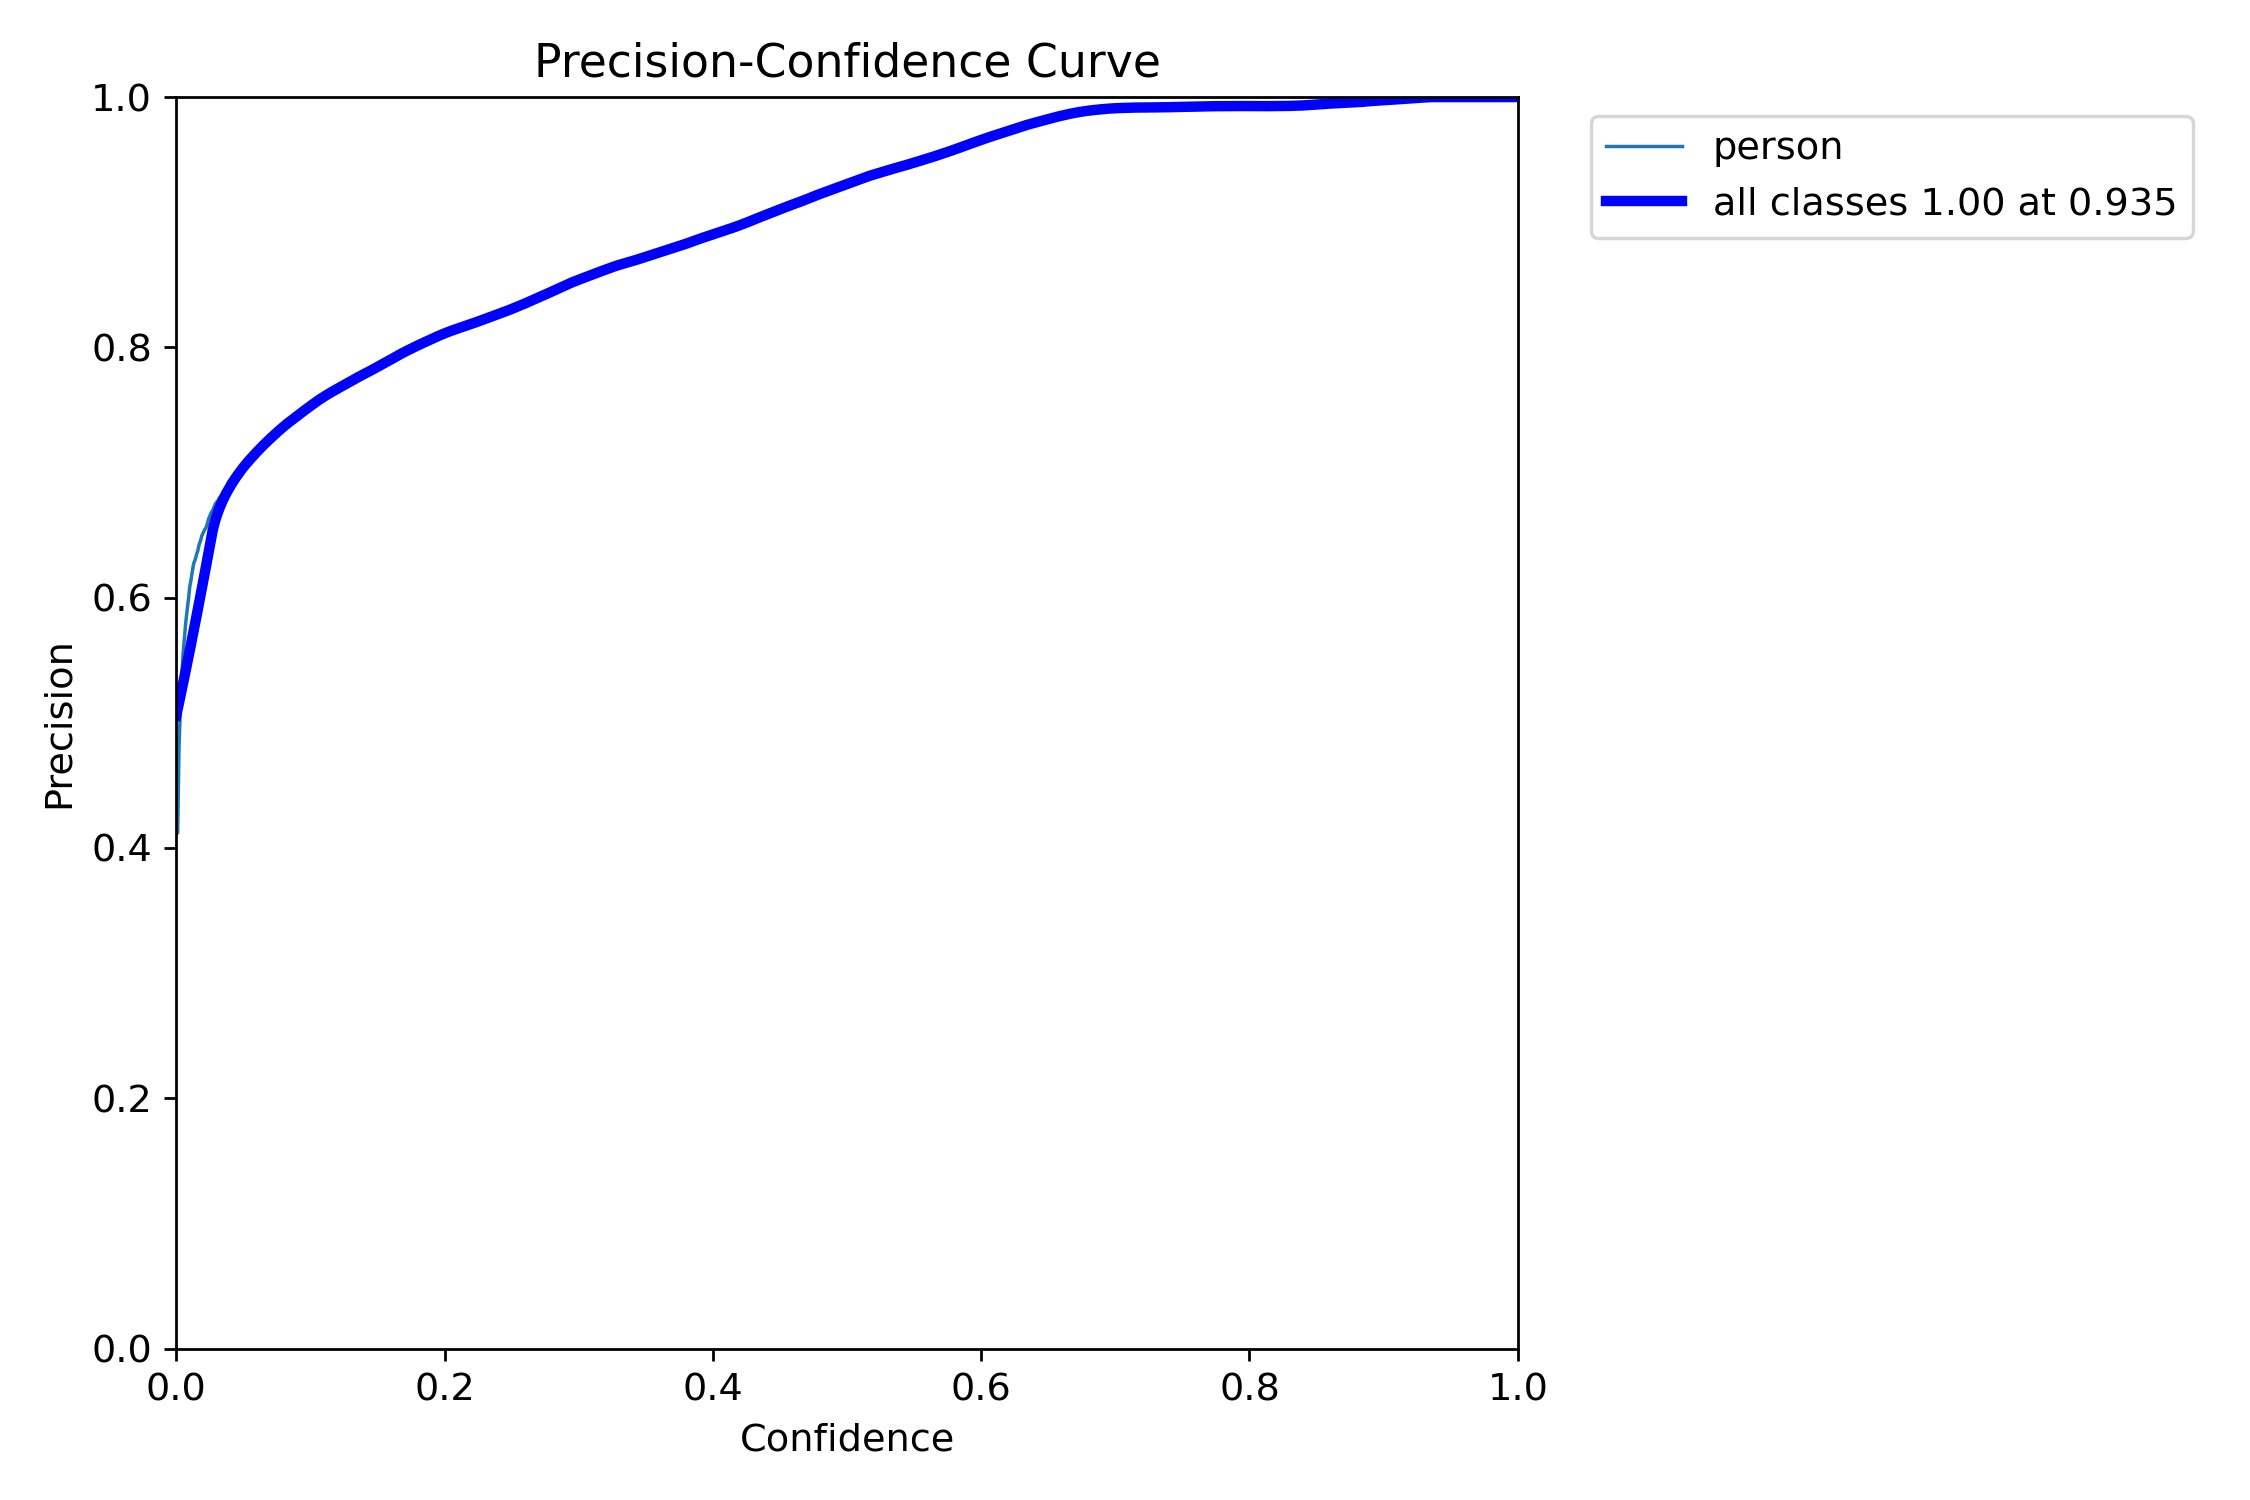 Precision-Confidence Curve
person
all classes 1.00 at 0.935
Precision
1.0
0.8
0.6
0.4
0.2
0.0
0.0 0.2 0.4 0.6 0.8 1.0
Confidence